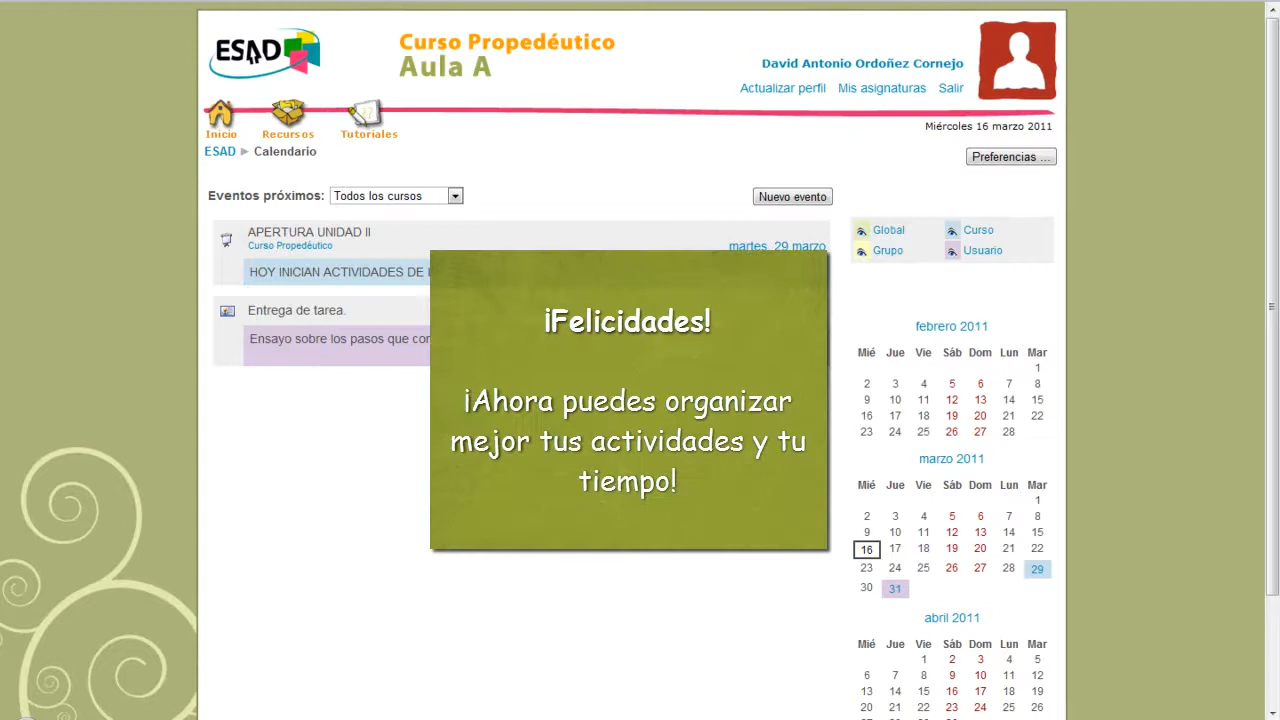 ESAD
Curso Propedéutico
Aula A
David Antonio Ordoñez Cornejo
Actualizar perfil Mis asignaturas Salir
Inicio Recursos Tutoriales
Miércoles 16 marzo 2011
ESAD Calendario
Preferencias ...
Eventos próximos: Todos los cursos
Nuevo evento
APERTURA UNIDAD II
Curso Propedéutico
martes, 29 marzo
HOY INICIAN ACTIVIDADES DE
Entrega de tarea.
Ensayo sobre los pasos que
¡Felicidades!
¡Ahora puedes organizar
mejor tus actividades y tu
tiempo!
Global Curso
Grupo Usuario
febrero 2011
Mié Jue Vie Sáb Dom Lun Mar
1
2 3 4 5 6 7 8
9 10 11 12 13 14 15
16 17 18 19 20 21 22
23 24 25 26 27 28
marzo 2011
Mié Jue Vie Sáb Dom Lun Mar
1
2 3 4 5 6 7 8
9 10 11 12 13 14 15
16 17 18 19 20 21 22
23 24 25 26 27 28 29
30 31
abril 2011
Mié Jue Vie Sáb Dom Lun Mar
1 2 3 4 5
6 7 8 9 10 11 12
13 14 15 16 17 18 19
20 21 22 23 24 25 26